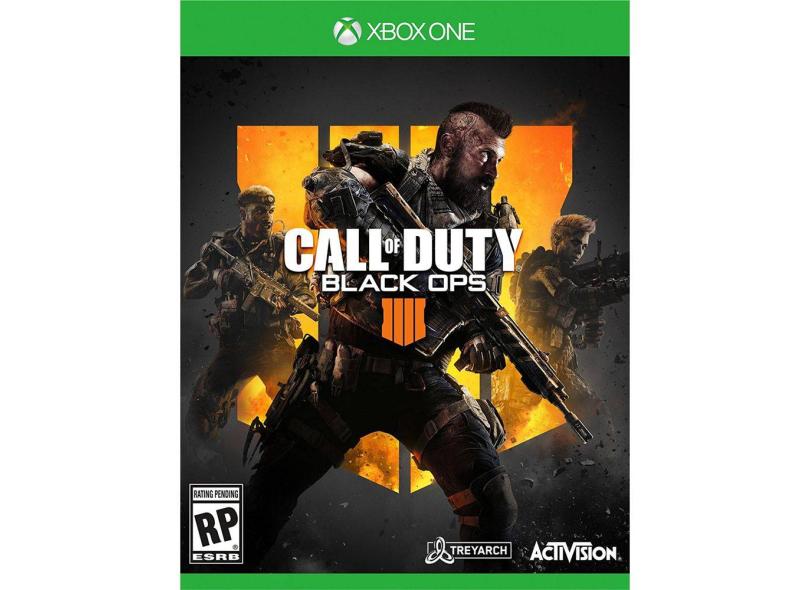 XBOX ONE
CALL OF DUTY
BLACK OPS
IIII
RATING PENDING
RP
ESRB
TREYARCH
ACTIVISION